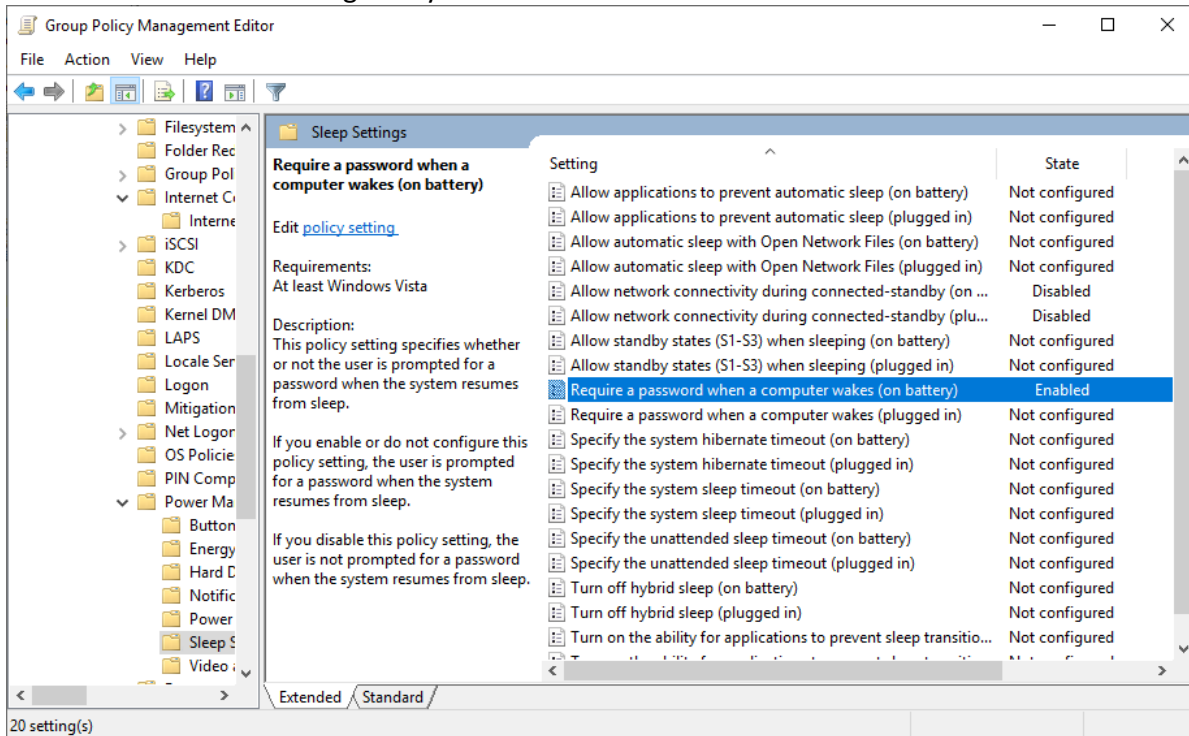 Group Policy Management Editor
File Action View Help
Filesystem
Folder Red
Group Pol
Internet C
Interne
iSCSI
KDC
Kerberos
Kernel DM
LAPS
Locale Ser
Logon
Mitigation
Net Logor
OS Policie
PIN Comp
Power Ma
Button
Energy
Hard D
Notific
Power
Sleep S
Video
Sleep Settings
Require a password when a
computer wakes (on battery)
Edit policy setting
Requirements:
At least Windows Vista
Description:
This policy setting specifies whether
or not the user is prompted for a
password when the system resumes
from sleep.
If you enable or do not configure this
policy setting, the user is prompted
for a password when the system
resumes from sleep.
If you disable this policy setting, the
user is not prompted for a password
when the system resumes from sleep.
Setting State
Allow applications to prevent automatic sleep (on battery) Not configured
Allow applications to prevent automatic sleep (plugged in) Not configured
Allow automatic sleep with Open Network Files (on battery) Not configured
Allow automatic sleep with Open Network Files (plugged in) Not configured
Allow network connectivity during connected-standby (on ... Disabled
Allow network connectivity during connected-standby (plu... Disabled
Allow standby states (S1-S3) when sleeping (on battery) Not configured
Allow standby states (S1-S3) when sleeping (plugged in) Not configured
Require a password when a computer wakes (on battery) Enabled
Require a password when a computer wakes (plugged in) Not configured
Specify the system hibernate timeout (on battery) Not configured
Specify the system hibernate timeout (plugged in) Not configured
Specify the system sleep timeout (on battery) Not configured
Specify the system sleep timeout (plugged in) Not configured
Specify the unattended sleep timeout (on battery) Not configured
Specify the unattended sleep timeout (plugged in) Not configured
Turn off hybrid sleep (on battery) Not configured
Turn off hybrid sleep (plugged in) Not configured
Turn on the ability for applications to prevent sleep transitio... Not configured
Extended Standard
20 setting(s)